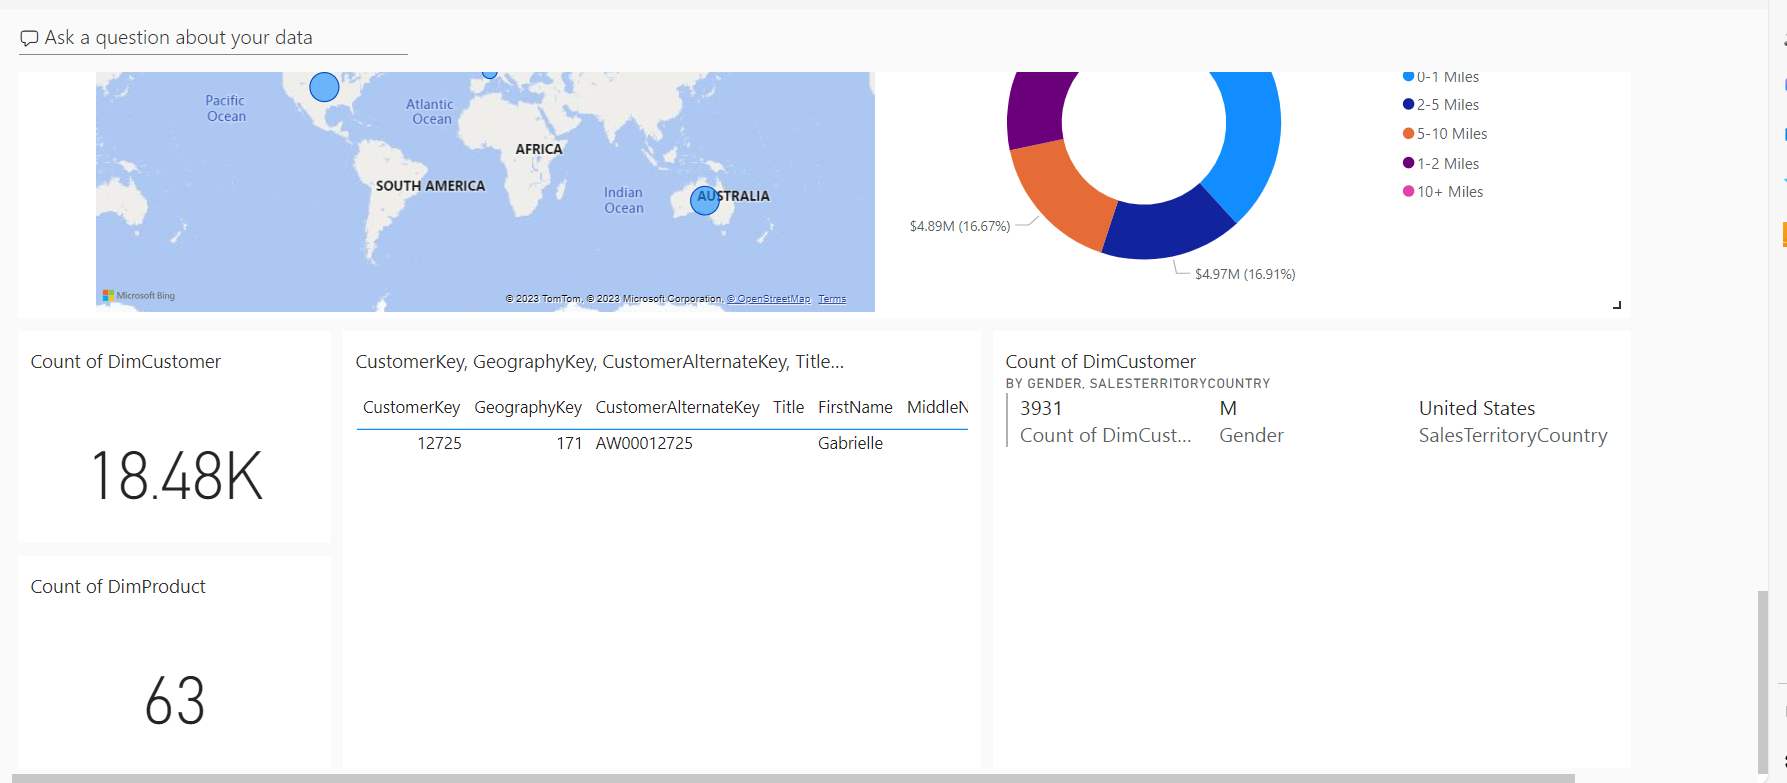 Ask a question about your data
Pacific
Ocean
Atlantic
Ocean
AFRICA
SOUTH AMERICA
Indian
Ocean
AUSTRALIA
Microsoft Bing
© 2023 TomTom, © 2023 Microsoft Corporation, © OpenStreetMap Terms
$4.89M (16.67%)
$4.97M (16.91%)
0-1 Miles
2-5 Miles
5-10 Miles
1-2 Miles
10+ Miles
Count of DimCustomer
18.48K
Count of DimProduct
63
CustomerKey, GeographyKey, CustomerAlternateKey, Title...
CustomerKey GeographyKey CustomerAlternateKey Title FirstName MiddleN
12725 171 AW00012725 Gabrielle
Count of DimCustomer
BY GENDER, SALESTERRITORYCOUNTRY
3931 M United States
Count of DimCust... Gender SalesTerritoryCountry